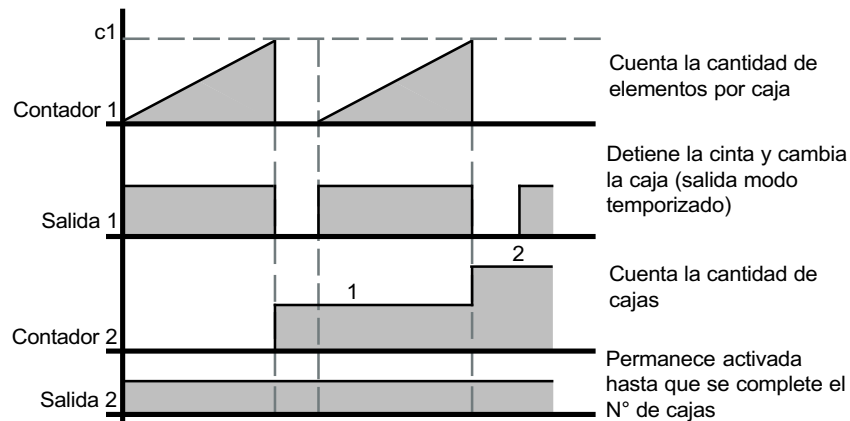 c1
Contador 1
Cuenta la cantidad de
elementos por caja
Salida 1
Detiene la cinta y cambia
la caja (salida modo
temporizado)
1
2
Contador 2
Cuenta la cantidad de
cajas
Salida 2
Permanece activada
hasta que se complete el
N° de cajas